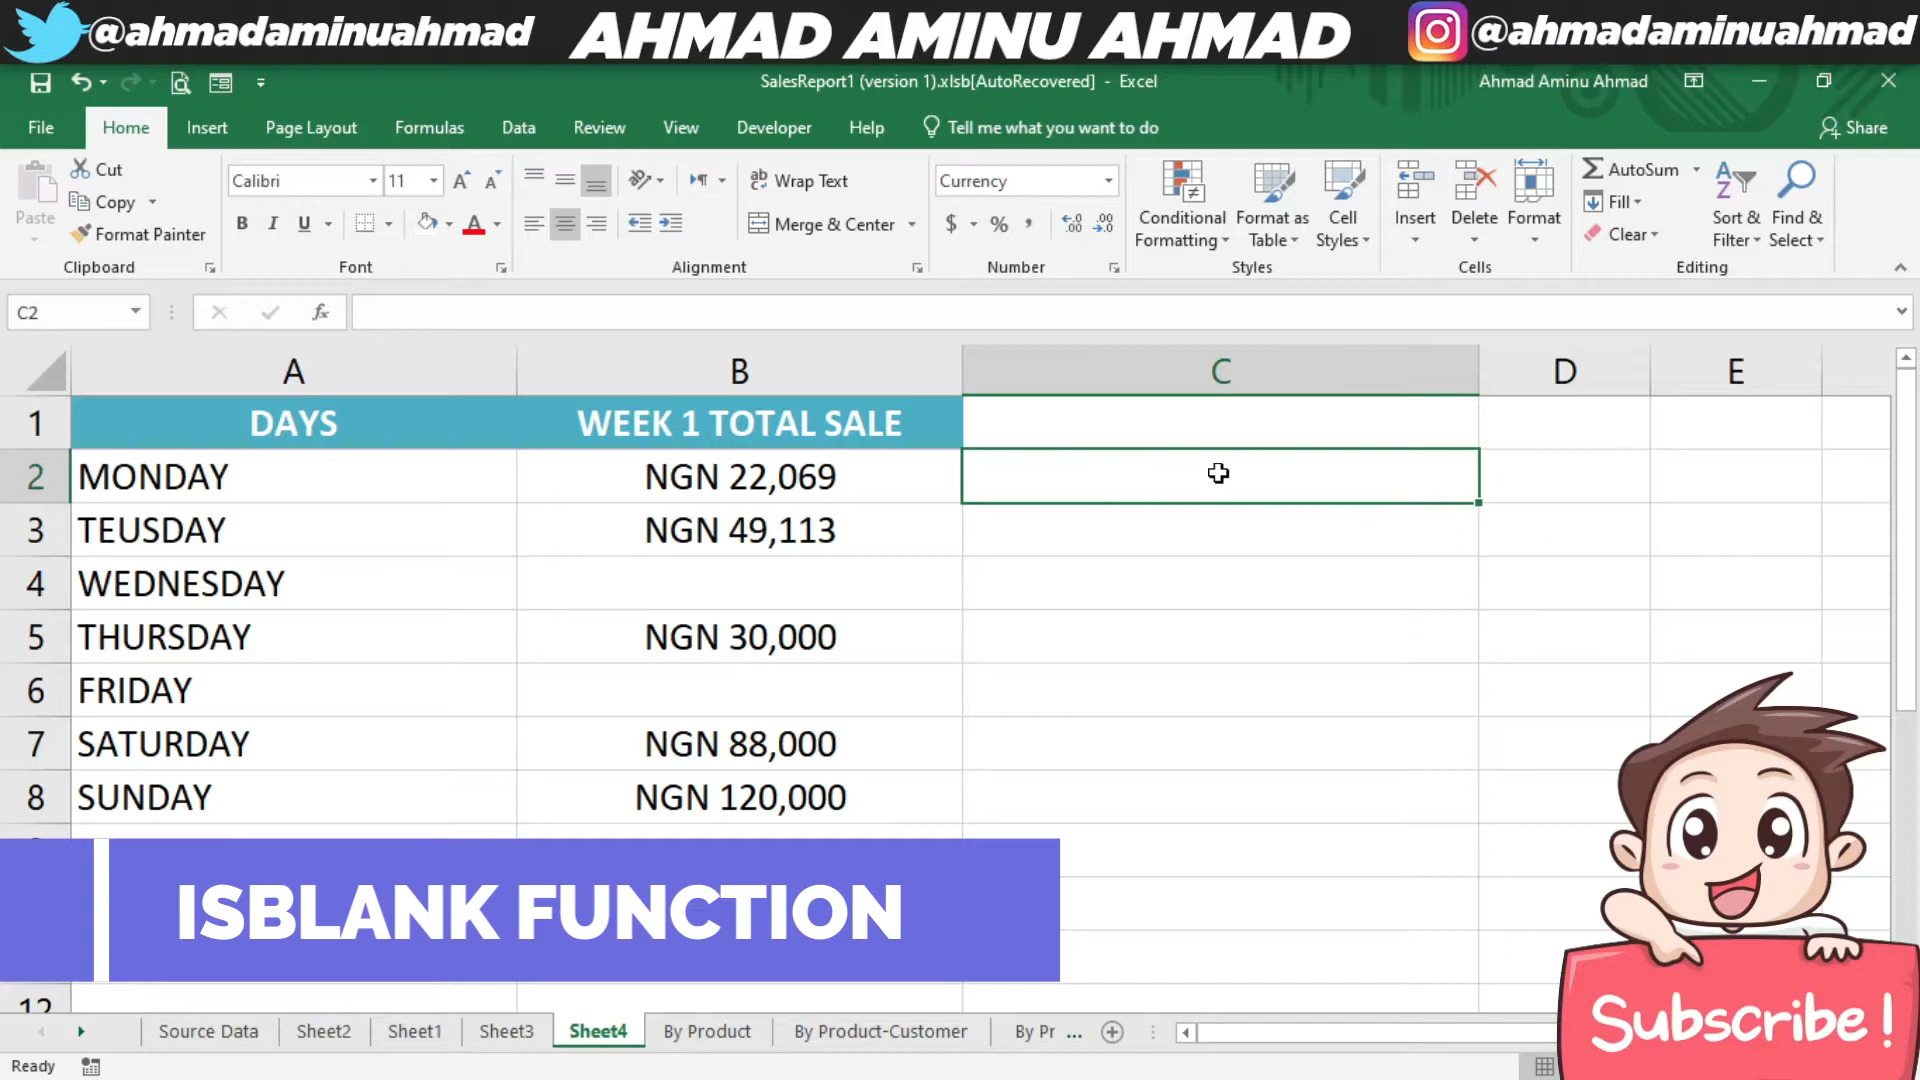 @ahmadaminuahmad AHMAD AMINU AHMAD @ahmadaminuahmad
SalesReport1 (version 1).xlsb[AutoRecovered] - Excel
Ahmad Aminu Ahmad
File Home Insert Page Layout Formulas Data Review View Developer Help Tell me what you want to do Share
Paste
Cut
Copy
Format Painter
Clipboard
Calibri 11
B I U
Font
Wrap Text
Merge & Center
Alignment
Currency
$ % ,
Number
Conditional Formatting
Format as Table
Cell Styles
Styles
Insert Delete Format
Cells
AutoSum
Fill
Clear
Sort & Filter
Find & Select
Editing
C2 fx
A B C D E
1 DAYS WEEK 1 TOTAL SALE
2 MONDAY NGN 22,069
3 TEUSDAY NGN 49,113
4 WEDNESDAY
5 THURSDAY NGN 30,000
6 FRIDAY
7 SATURDAY NGN 88,000
8 SUNDAY NGN 120,000
ISBLANK FUNCTION
12
Subscribe!
Source Data Sheet2 Sheet1 Sheet3 Sheet4 By Product By Product-Customer By Pr ...
Ready